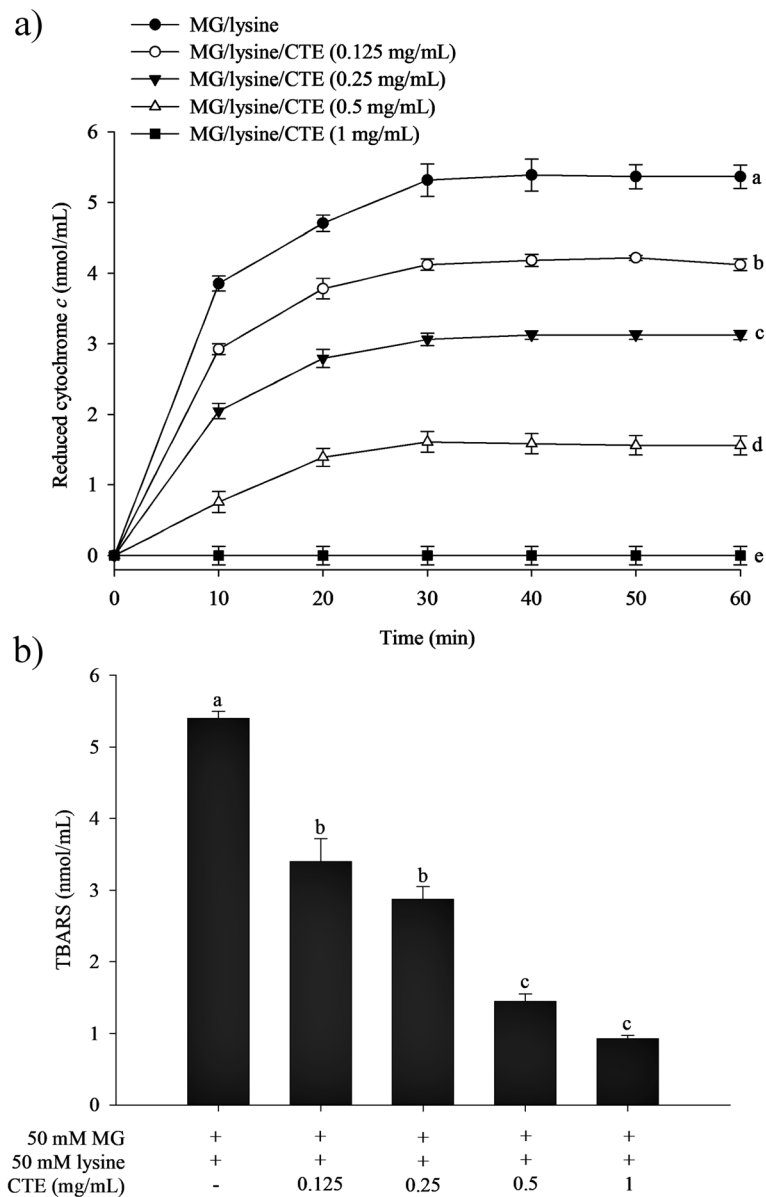 a)
MG/lysine
MG/lysine/CTE (0.125 mg/mL)
MG/lysine/CTE (0.25 mg/mL)
MG/lysine/CTE (0.5 mg/mL)
MG/lysine/CTE (1 mg/mL)
Reduced cytochrome c (nmol/mL)
6
5
4
3
2
1
0
a
b
c
d
e
0 10 20 30 40 50 60
Time (min)
b)
TBARS (nmol/mL)
6
5
4
3
2
1
0
a
b
b
c
c
50 mM MG + + + + +
50 mM lysine + + + + +
CTE (mg/mL) - 0.125 0.25 0.5 1